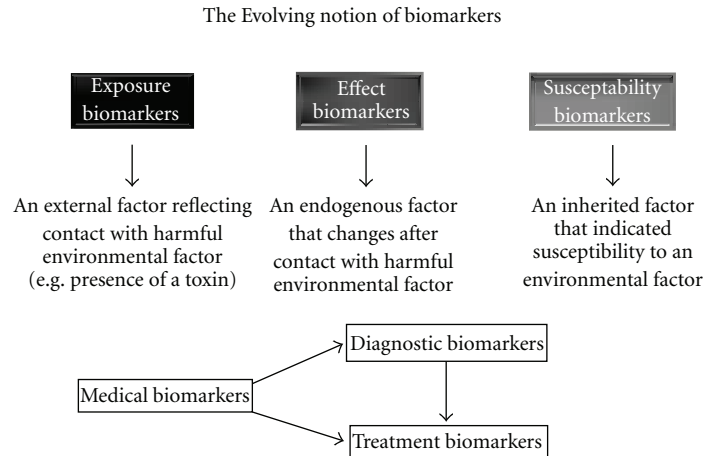 The Evolving notion of biomarkers
Exposure
biomarkers
Effect
biomarkers
Susceptability
biomarkers
An external factor reflecting
contact with harmful
environmental factor
(e.g. presence of a toxin)
An endogenous factor
that changes after
contact with harmful
environmental factor
An inherited factor
that indicated
susceptibility to an
environmental factor
Diagnostic biomarkers
Medical biomarkers
Treatment biomarkers